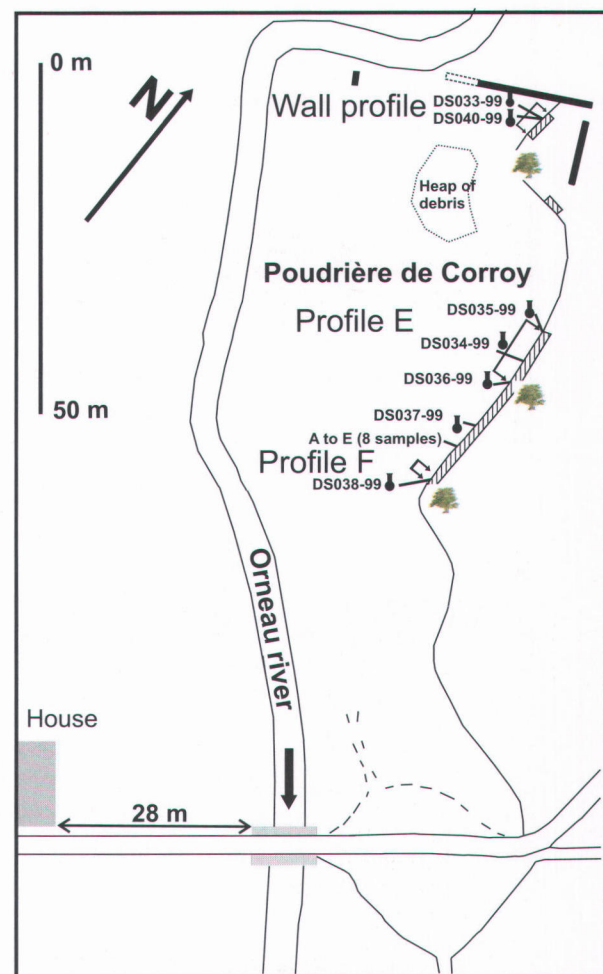 0 m
N
Wall profile
DS033-99
DS040-99
Heap of
debris
Poudrière de Corroy
Profile E
DS035-99
DS034-99
DS036-99
50 m
DS037-99
A to E (8 samples)
Profile F
DS038-99
Orneau river
House
28 m